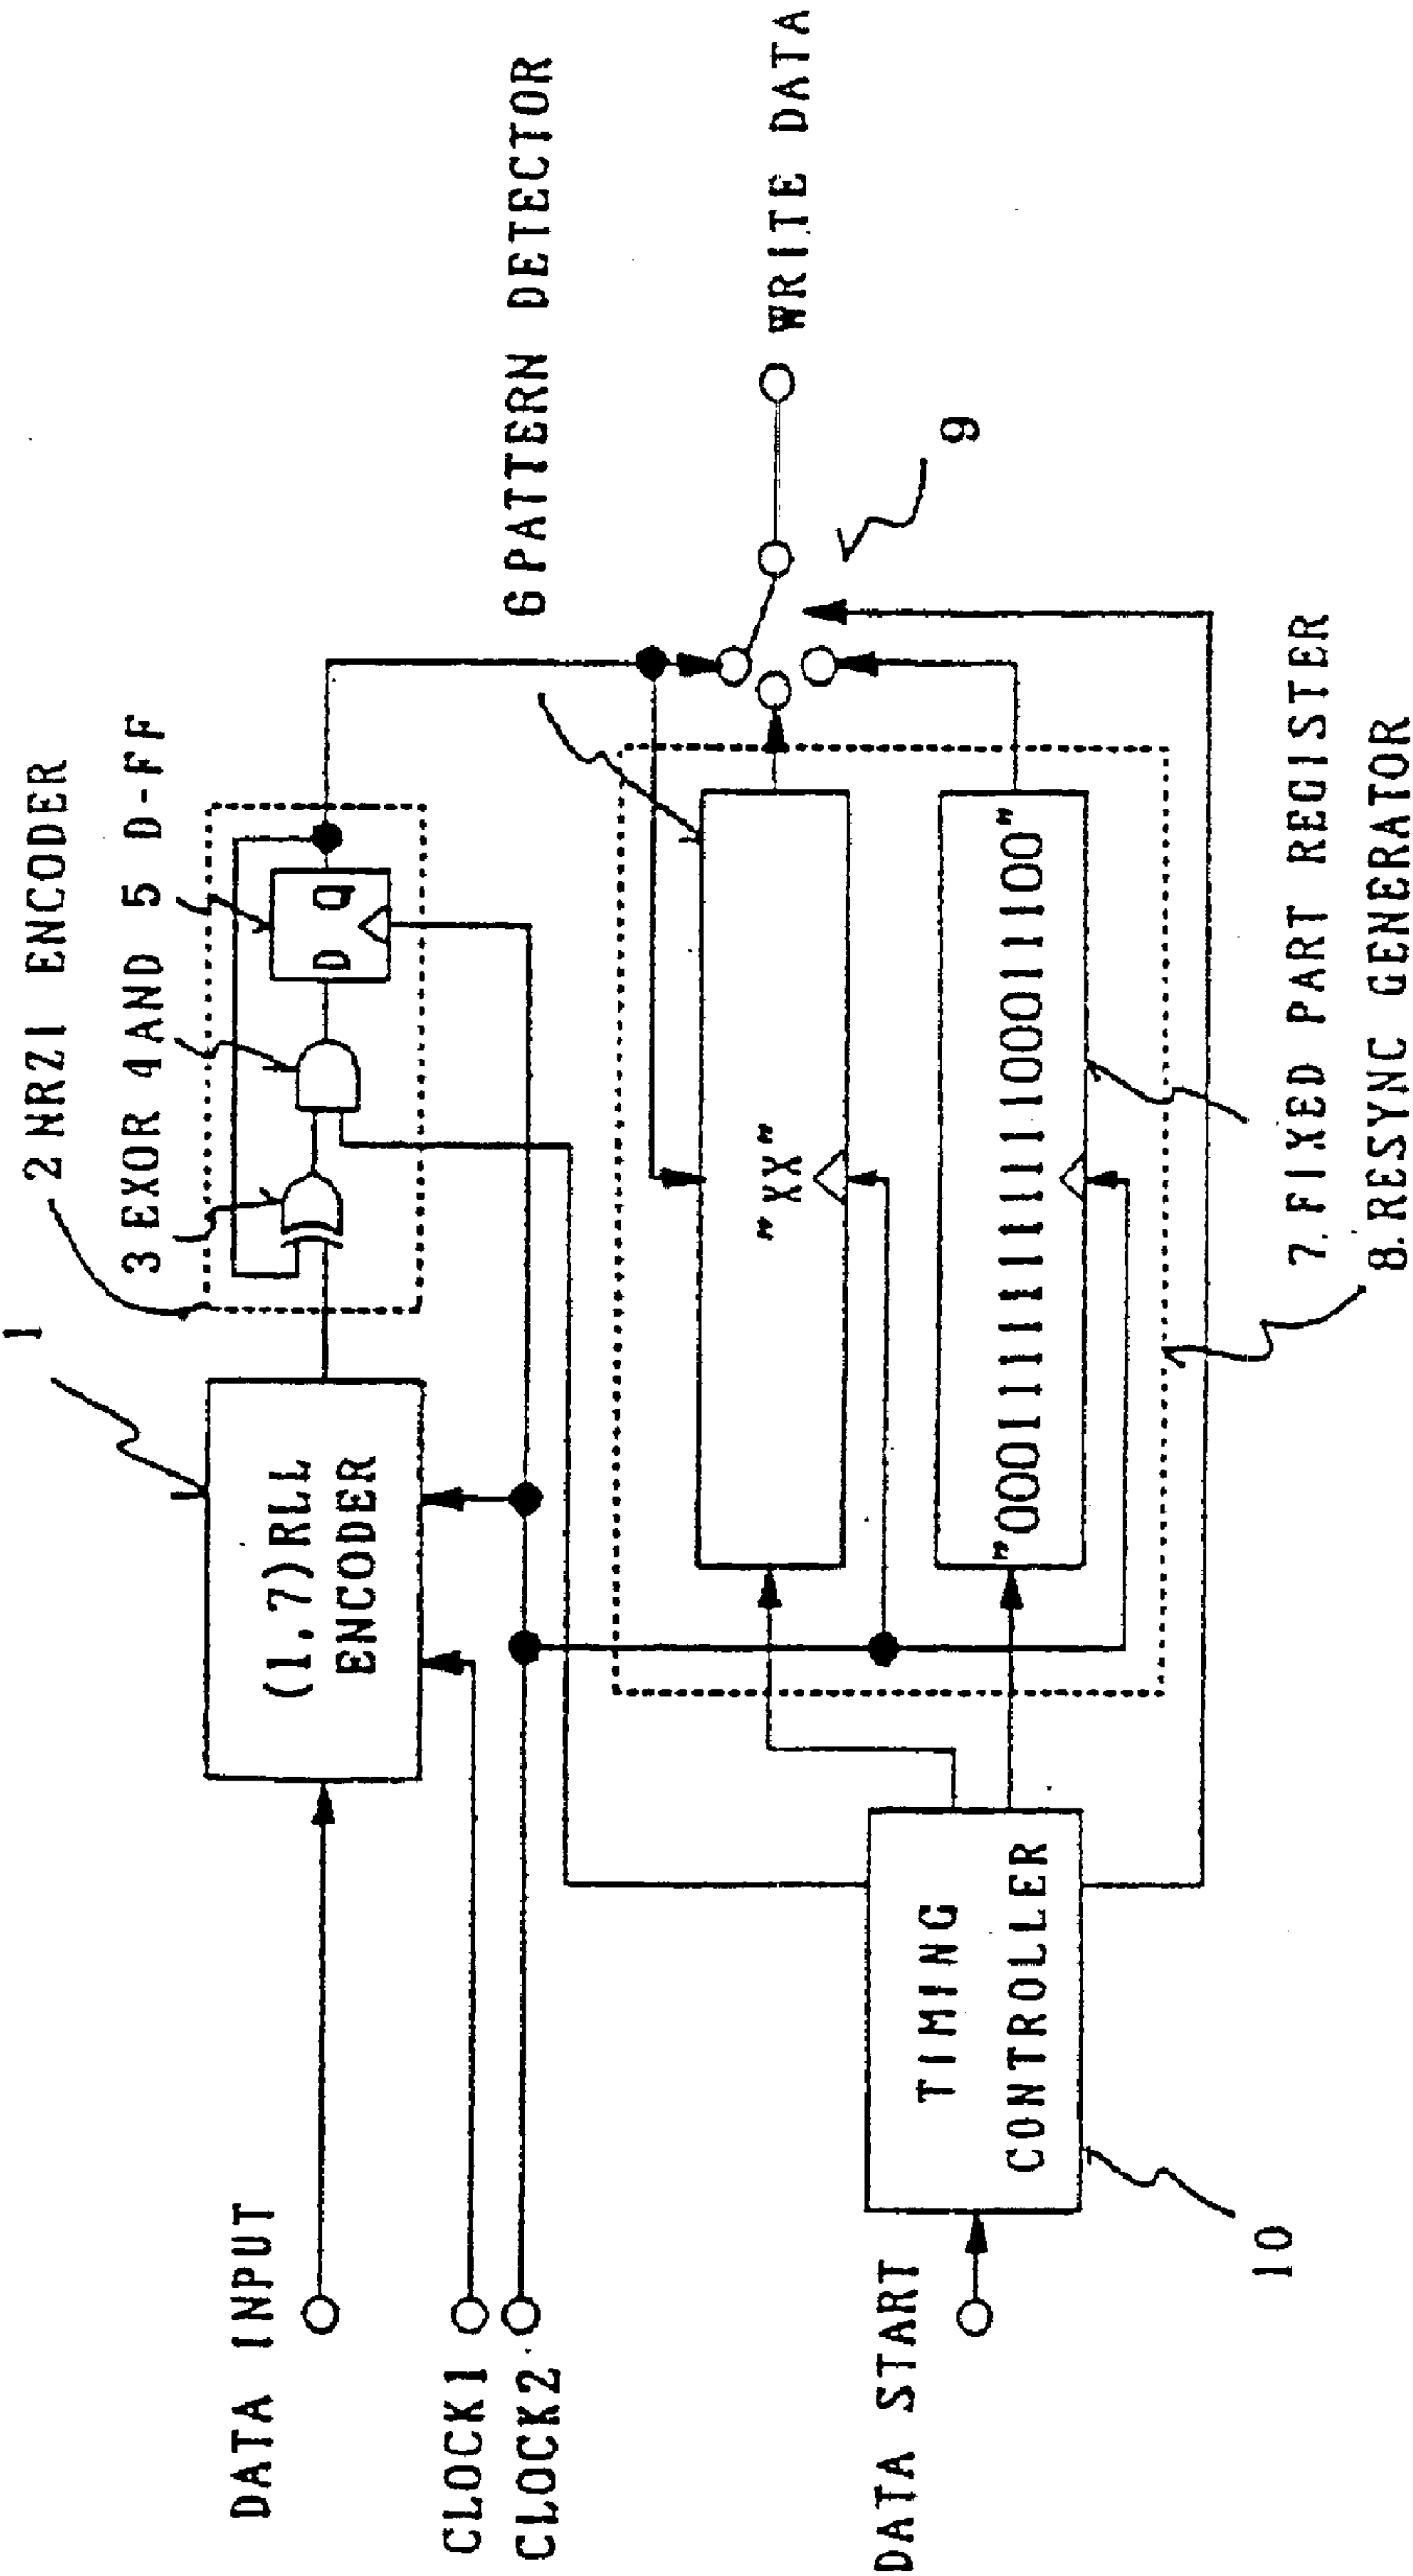 2 NRZI ENCODER
3 EXOR 4 AND 5 D-FF
1
(1,7)RLL
ENCODER
D Q
DATA INPUT
CLOCK1
CLOCK2
6 PATTERN DETECTOR
"XX"
WRITE DATA
9
TIMING
CONTROLLER
DATA START
10
7. FIXED PART REGISTER
8. RESYNC GENERATOR